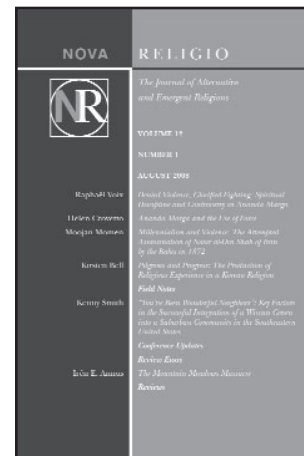 NOVA RELIGIO
NR
The Journal of Alternative
and Emergent Religions
VOLUME 12
NUMBER 1
AUGUST 2008
Raphaël Voix
Denied Violence, Glorified Fighting: Spiritual
Discipline and Controversy in Ananda Marga
Helen Crovetto
Ananda Marga and the Use of Force
Moojan Momen
Millennialism and Violence: The Attempted
Assassination of Nasir al-Din Shah of Iran
by the Babis in 1852
Kirsten Bell
Pilgrims and Progress: The Production of
Religious Experience in a Korean Religion
Field Notes
Kenny Smith
"You've Been Wonderful Neighbors": Key Factors
in the Successful Integration of a Wiccan Coven
into a Suburban Community in the Southeastern
United States
Conference Updates
Review Essay
Irén E. Annus
The Mountain Meadows Massacre
Reviews